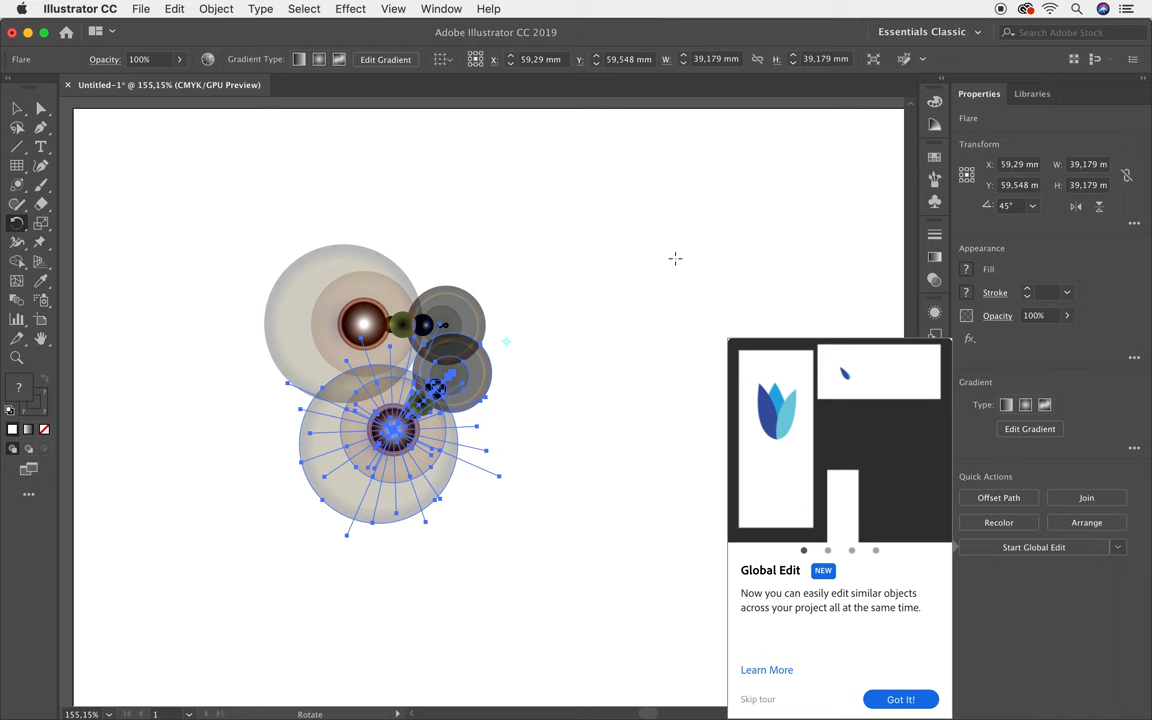 Illustrator CC File Edit Object Type Select Effect View Window Help
Adobe Illustrator CC 2019
Essentials Classic
Search Adobe Stock
Flare
Opacity: 100%
Gradient Type:
Edit Gradient
X: 59,29 mm
Y: 59,548 mm
W: 39,179 mm
H: 39,179 mm
Untitled-1* @ 155,15% (CMYK/GPU Preview)
Properties
Libraries
Flare
Transform
X: 59,29 mm W: 39,179 m
Y: 59,548 m H: 39,179 m
45°
Appearance
? Fill
? Stroke
Opacity 100%
fx.
Gradient
Type:
Edit Gradient
Quick Actions
Offset Path Join
Recolor Arrange
Start Global Edit
?
?
? ?
Global Edit NEW
Now you can easily edit similar objects
across your project all at the same time.
Learn More
Skip tour
Got It!
155,15%
1
Rotate